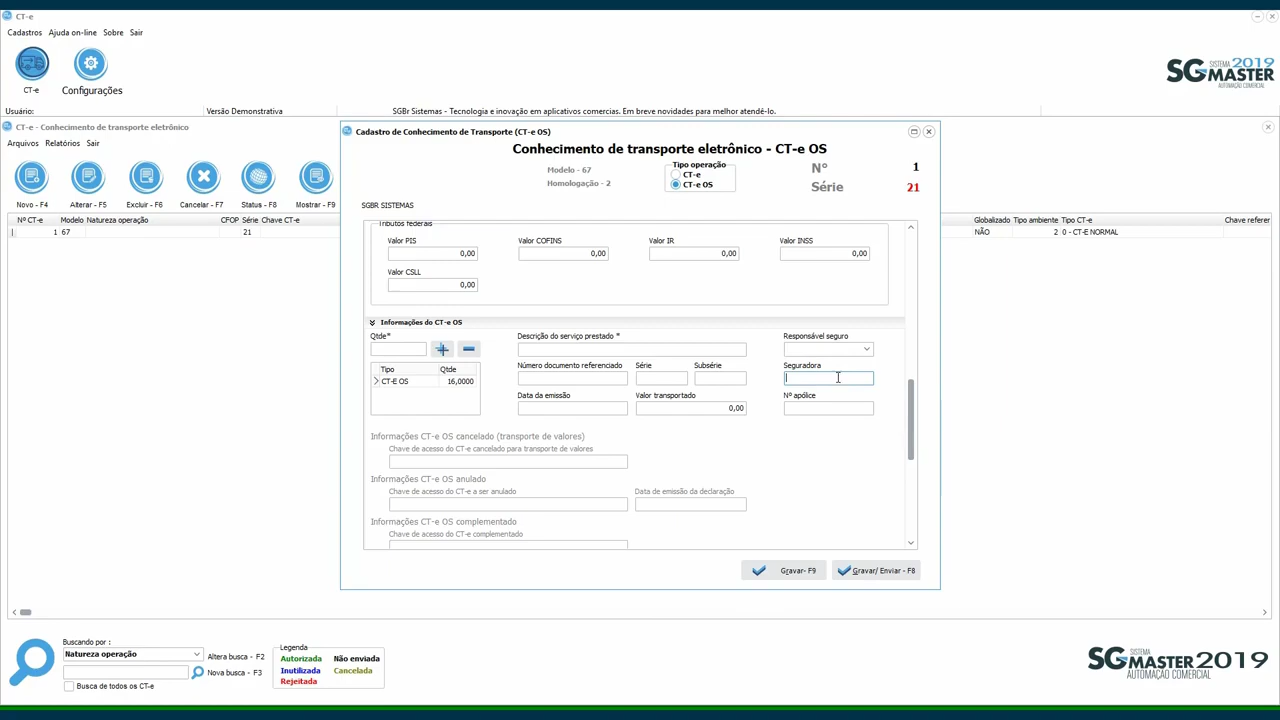 CT-e
Cadastros Ajuda on-line Sobre Sair
CT-e Configurações
SISTEMA 2019
SGMASTER
AUTOMAÇÃO COMERCIAL
Usuário: Versão Demonstrativa SGBr Sistemas - Tecnologia e inovação em aplicativos comercias. Em breve novidades para melhor atendê-lo.
CT-e - Conhecimento de transporte eletrônico
Arquivos Relatórios Sair
Novo - F4 Alterar - F5 Excluir - F6 Cancelar - F7 Status - F8 Mostrar - F9
Nº CT-e Modelo Natureza operação CFOP Série Chave CT-e Globalizado Tipo ambiente Tipo CT-e Chave referer
1 67 21 NÃO 2 0 - CT-E NORMAL
Cadastro de Conhecimento de Transporte (CT-e OS)
Conhecimento de transporte eletrônico - CT-e OS
Modelo - 67
Homologação - 2
Tipo operação
CT-e
CT-e OS
N° 1
Série 21
SGBR SISTEMAS
Tributos federais
Valor PIS Valor COFINS Valor IR Valor INSS
0,00 0,00 0,00 0,00
Valor CSLL
0,00
Informações do CT-e OS
Qtde* Descrição do serviço prestado * Responsável seguro
Tipo Qtde
CT-E OS 16,0000
Número documento referenciado Série Subsérie Seguradora
Data da emissão Valor transportado Nº apólice
0,00
Informações CT-e OS cancelado (transporte de valores)
Chave de acesso do CT-e cancelado para transporte de valores
Informações CT-e OS anulado
Chave de acesso do CT-e a ser anulado Data de emissão da declaração
Informações CT-e OS complementado
Chave de acesso do CT-e complementado
Gravar- F9 Gravar/ Enviar - F8
Buscando por :
Natureza operação Altera busca - F2
Nova busca - F3
Busca de todos os CT-e
Legenda
Autorizada Não enviada
Inutilizada Cancelada
Rejeitada
SISTEMA
SGMASTER2019
AUTOMAÇÃO COMERCIAL